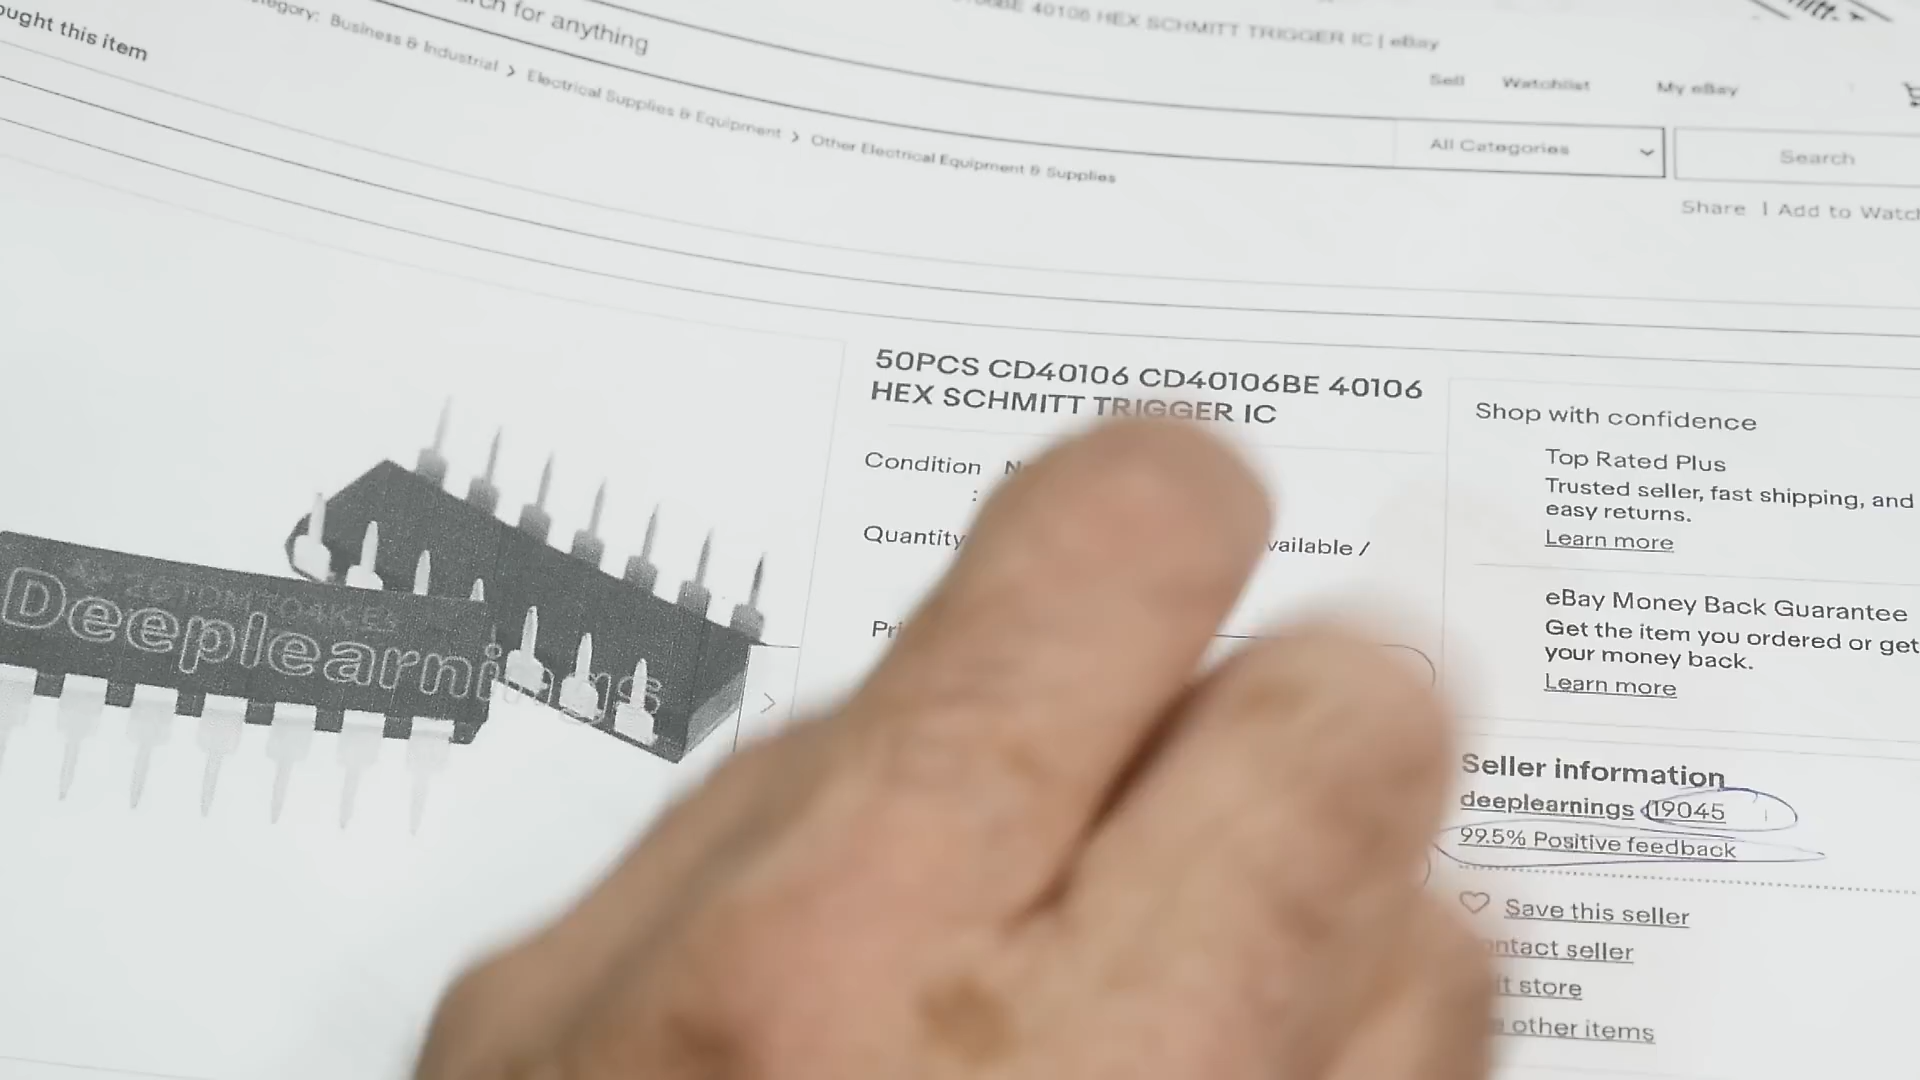 40106 HEX SCHMITT TRIGGER IC | eBay
ought this item
for anything
Business & Industrial > Electrical Supplies & Equipment > Other Electrical Equipment & Supplies
Sell Watchlist My eBay
All Categories
Search
Share | Add to Watch
50PCS CD40106 CD40106BE 40106
HEX SCHMITT TRIGGER IC
Condition
:
Quantity
vailable /
Deeplearnings
Shop with confidence
Top Rated Plus
Trusted seller, fast shipping, and
easy returns.
Learn more
eBay Money Back Guarantee
Get the item you ordered or get
your money back.
Learn more
Seller information
deeplearnings (19045
99.5% Positive feedback
Save this seller
ntact seller
t store
other items